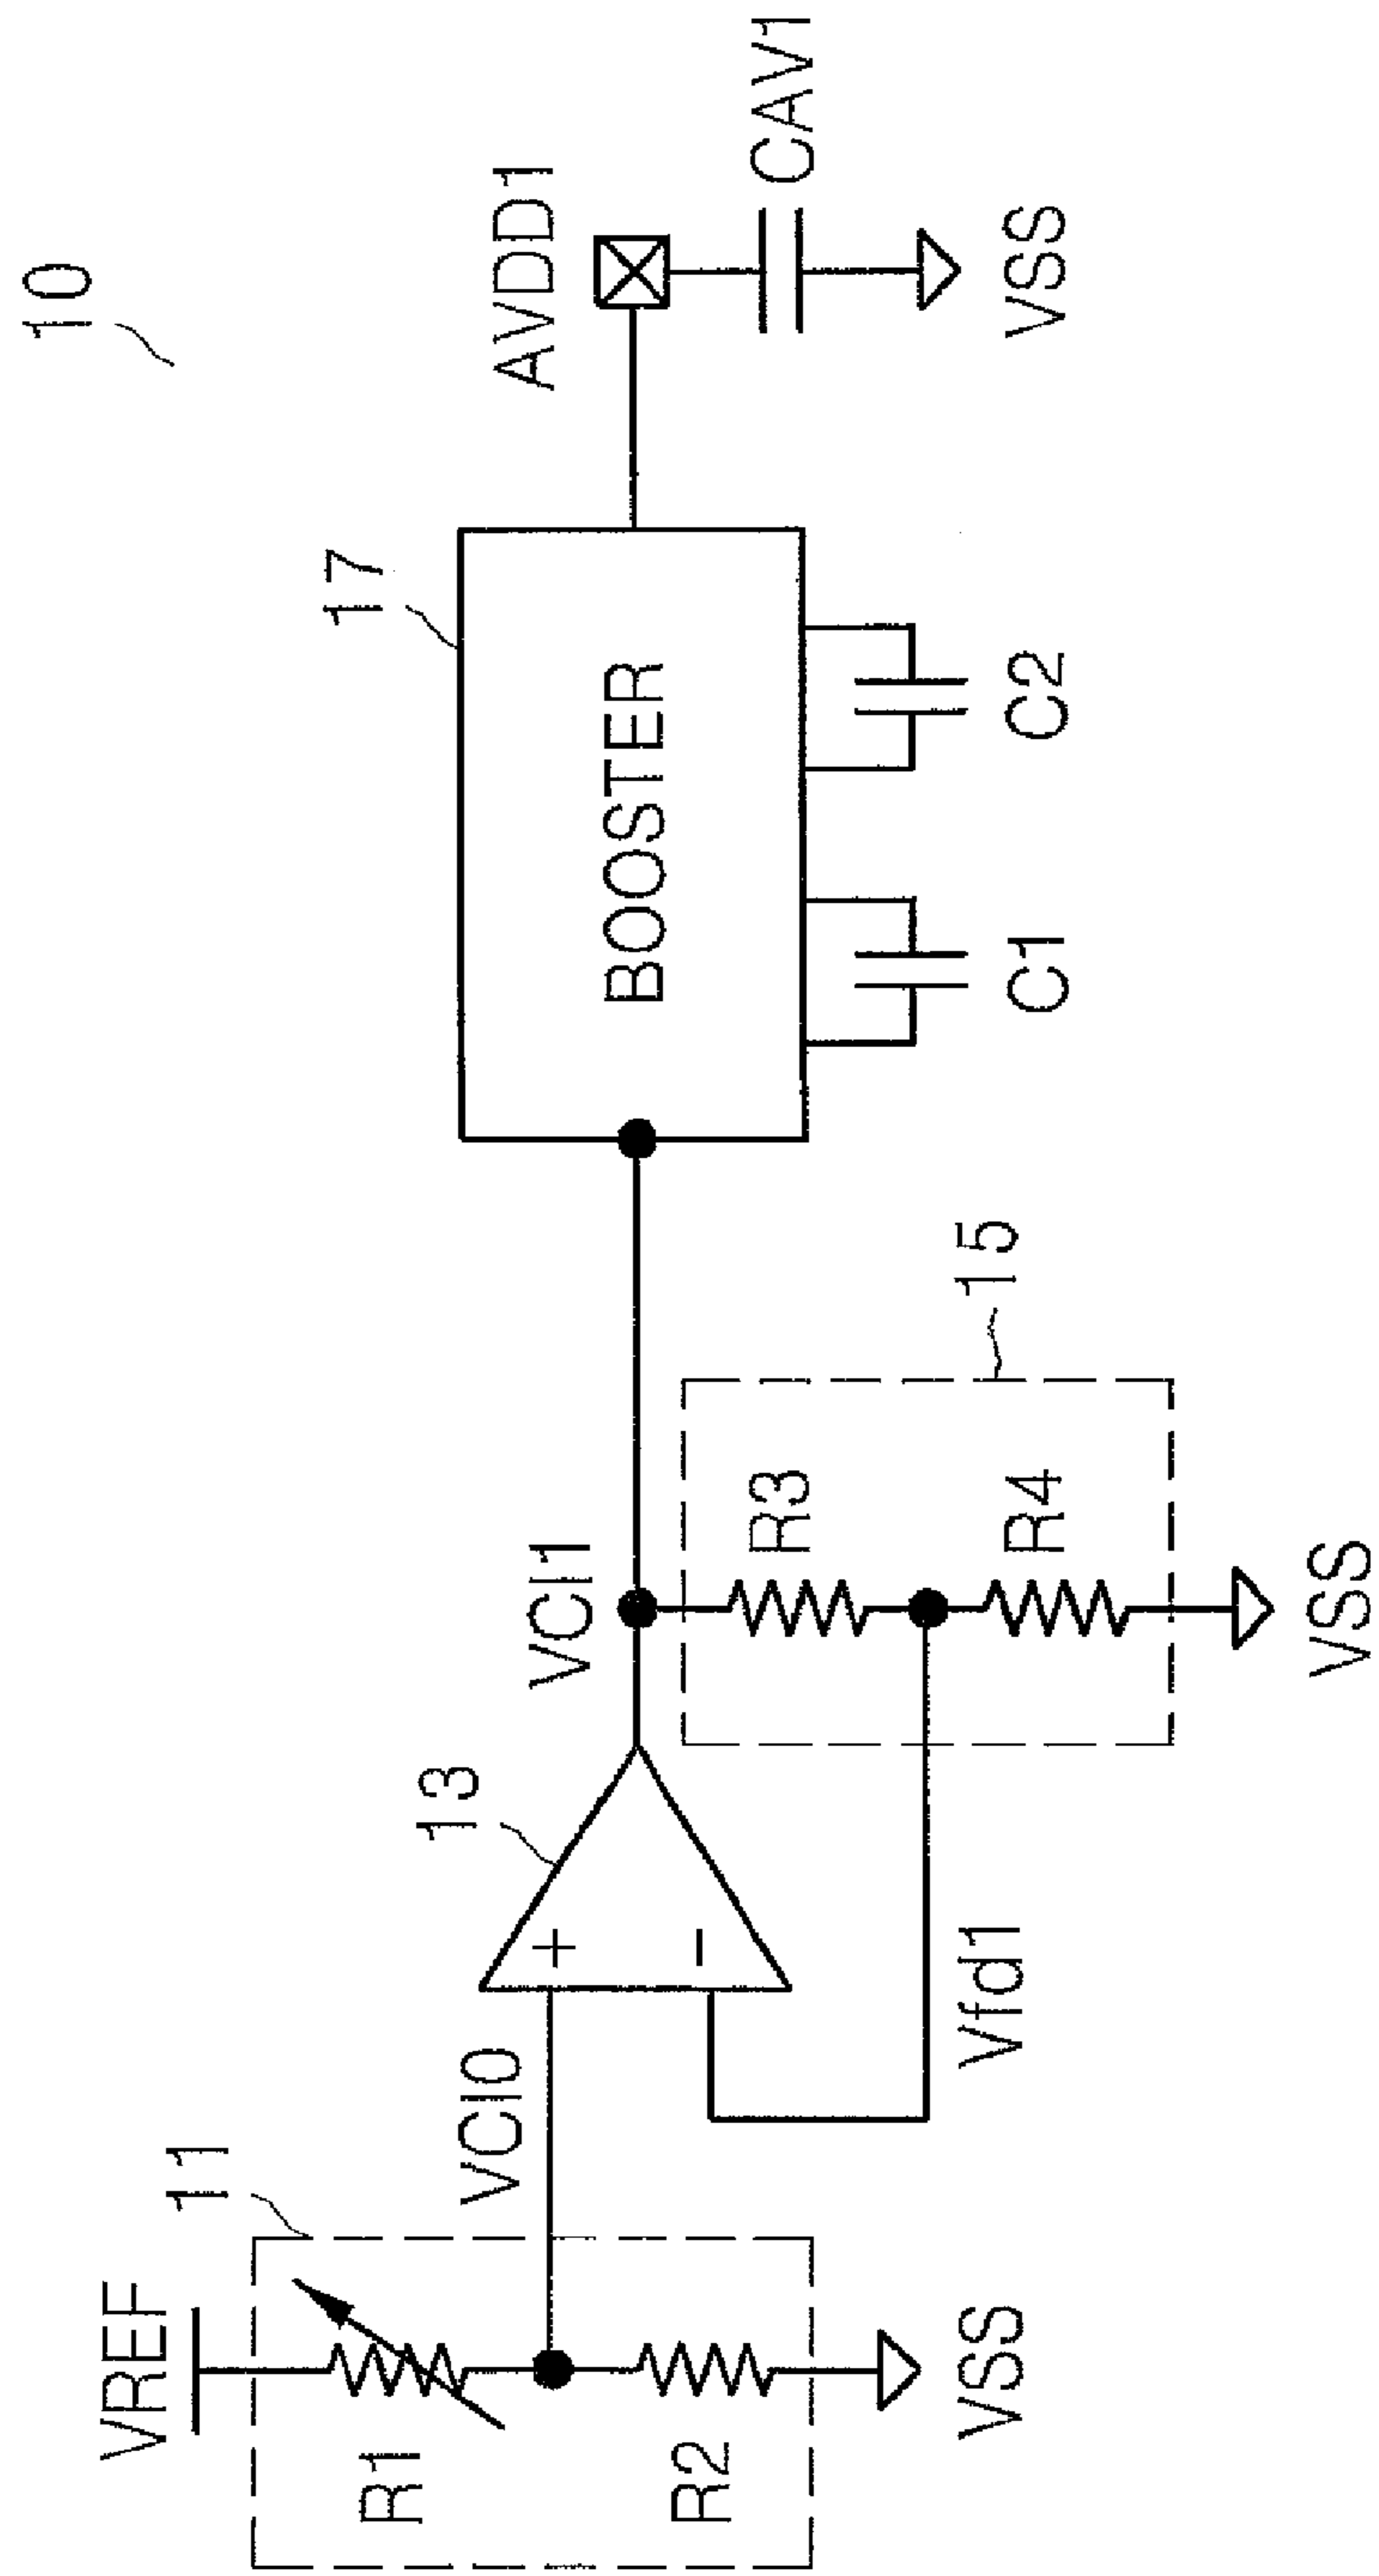 10
VREF
11
R1
R2
VSS
VCI0
13
+
−
Vfd1
VCI1
15
R3
R4
VSS
17
BOOSTER
C1
C2
AVDD1
CAV1
VSS